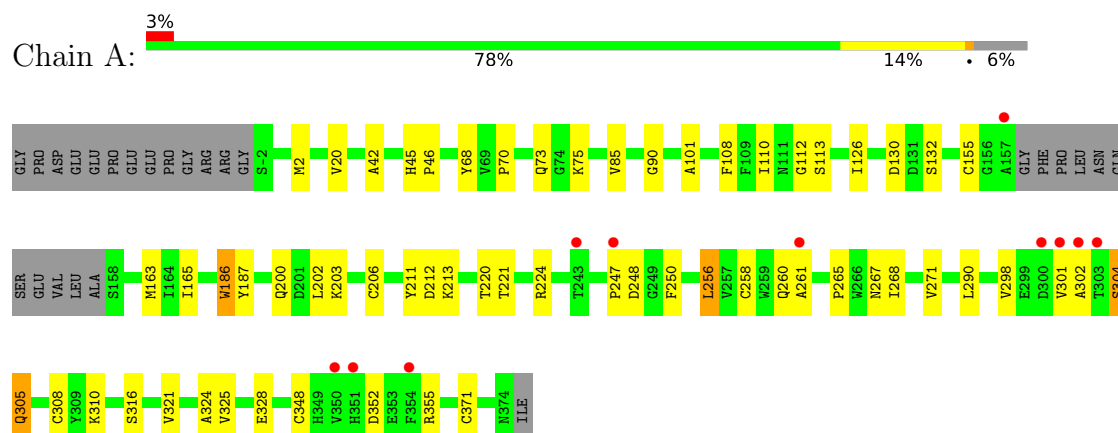 3%
Chain A:
78% 14% • 6%
GLY PRO ASP GLU GLU PRO GLU GLU PRO GLY ARG ARG GLY S-2 M2 V20 A42 H45 P46 Y68 V69 P70 Q73 G74 K75 V85 G90 A101 F108 F109 I110 N111 G112 S113 I126 D130 D131 S132 C155 G156 A157 GLY PHE PRO LEU ASN GLN
SER GLU VAL LEU ALA S158 M163 I164 I165 W186 Y187 Q200 D201 L202 K203 C206 Y211 D212 K213 T220 T221 R224 T243 P247 D248 G249 F250 L256 V257 C258 W259 Q260 A261 P265 W266 N267 I268 V271 L290 V298 E299 D300 V301 A302 T303 S304
Q305 C308 Y309 K310 S316 V321 A324 V325 E328 C348 H349 V350 H351 D352 E353 F354 R355 C371 N374 ILE